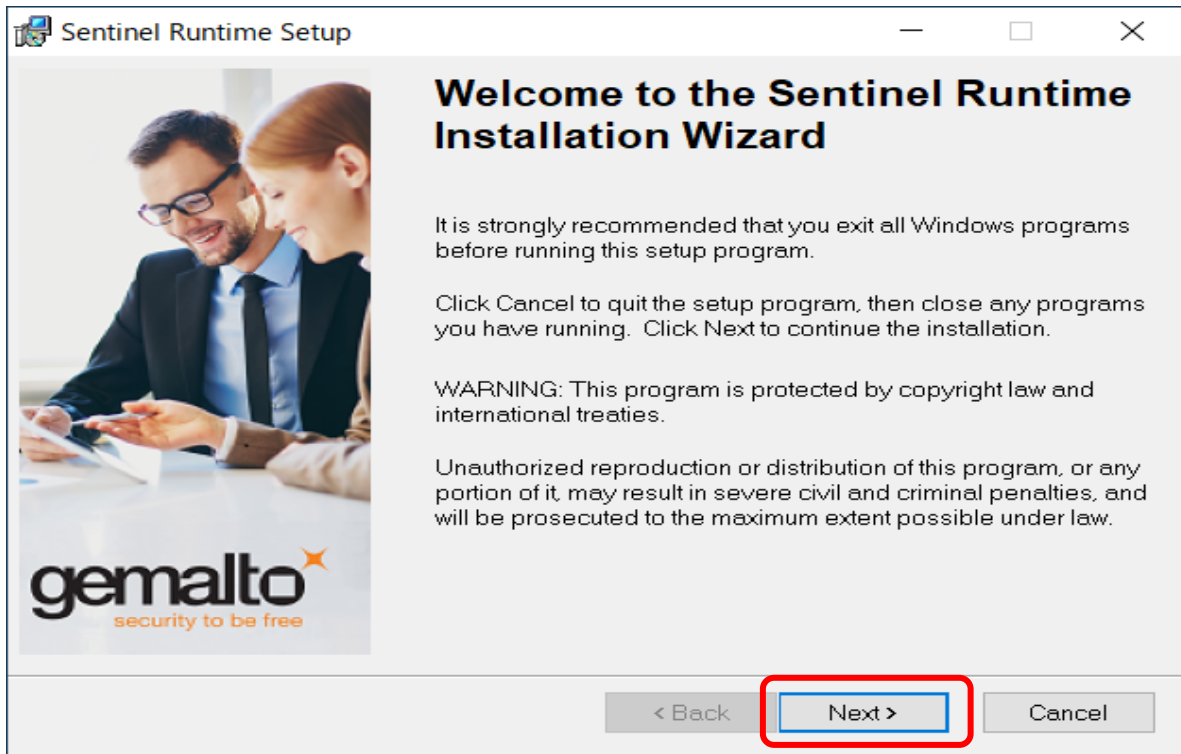 Sentinel Runtime Setup
Welcome to the Sentinel Runtime
Installation Wizard
It is strongly recommended that you exit all Windows programs
before running this setup program.
Click Cancel to quit the setup program, then close any programs
you have running.  Click Next to continue the installation.
WARNING: This program is protected by copyright law and
international treaties.
Unauthorized reproduction or distribution of this program, or any
portion of it, may result in severe civil and criminal penalties, and
will be prosecuted to the maximum extent possible under law.
gemalto
security to be free
< Back
Next >
Cancel